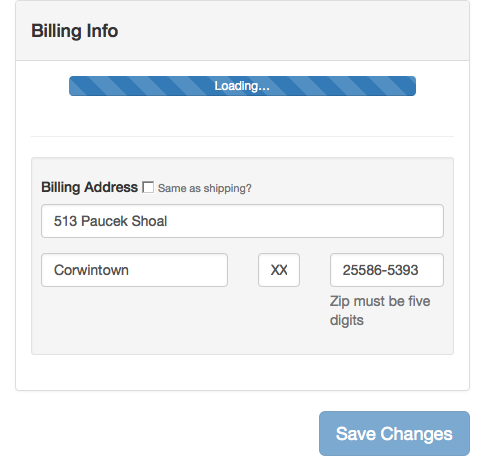 Billing Info
Loading...
Billing Address Same as shipping?
513 Paucek Shoal
Corwintown XX 25586-5393
Zip must be five
digits
Save Changes